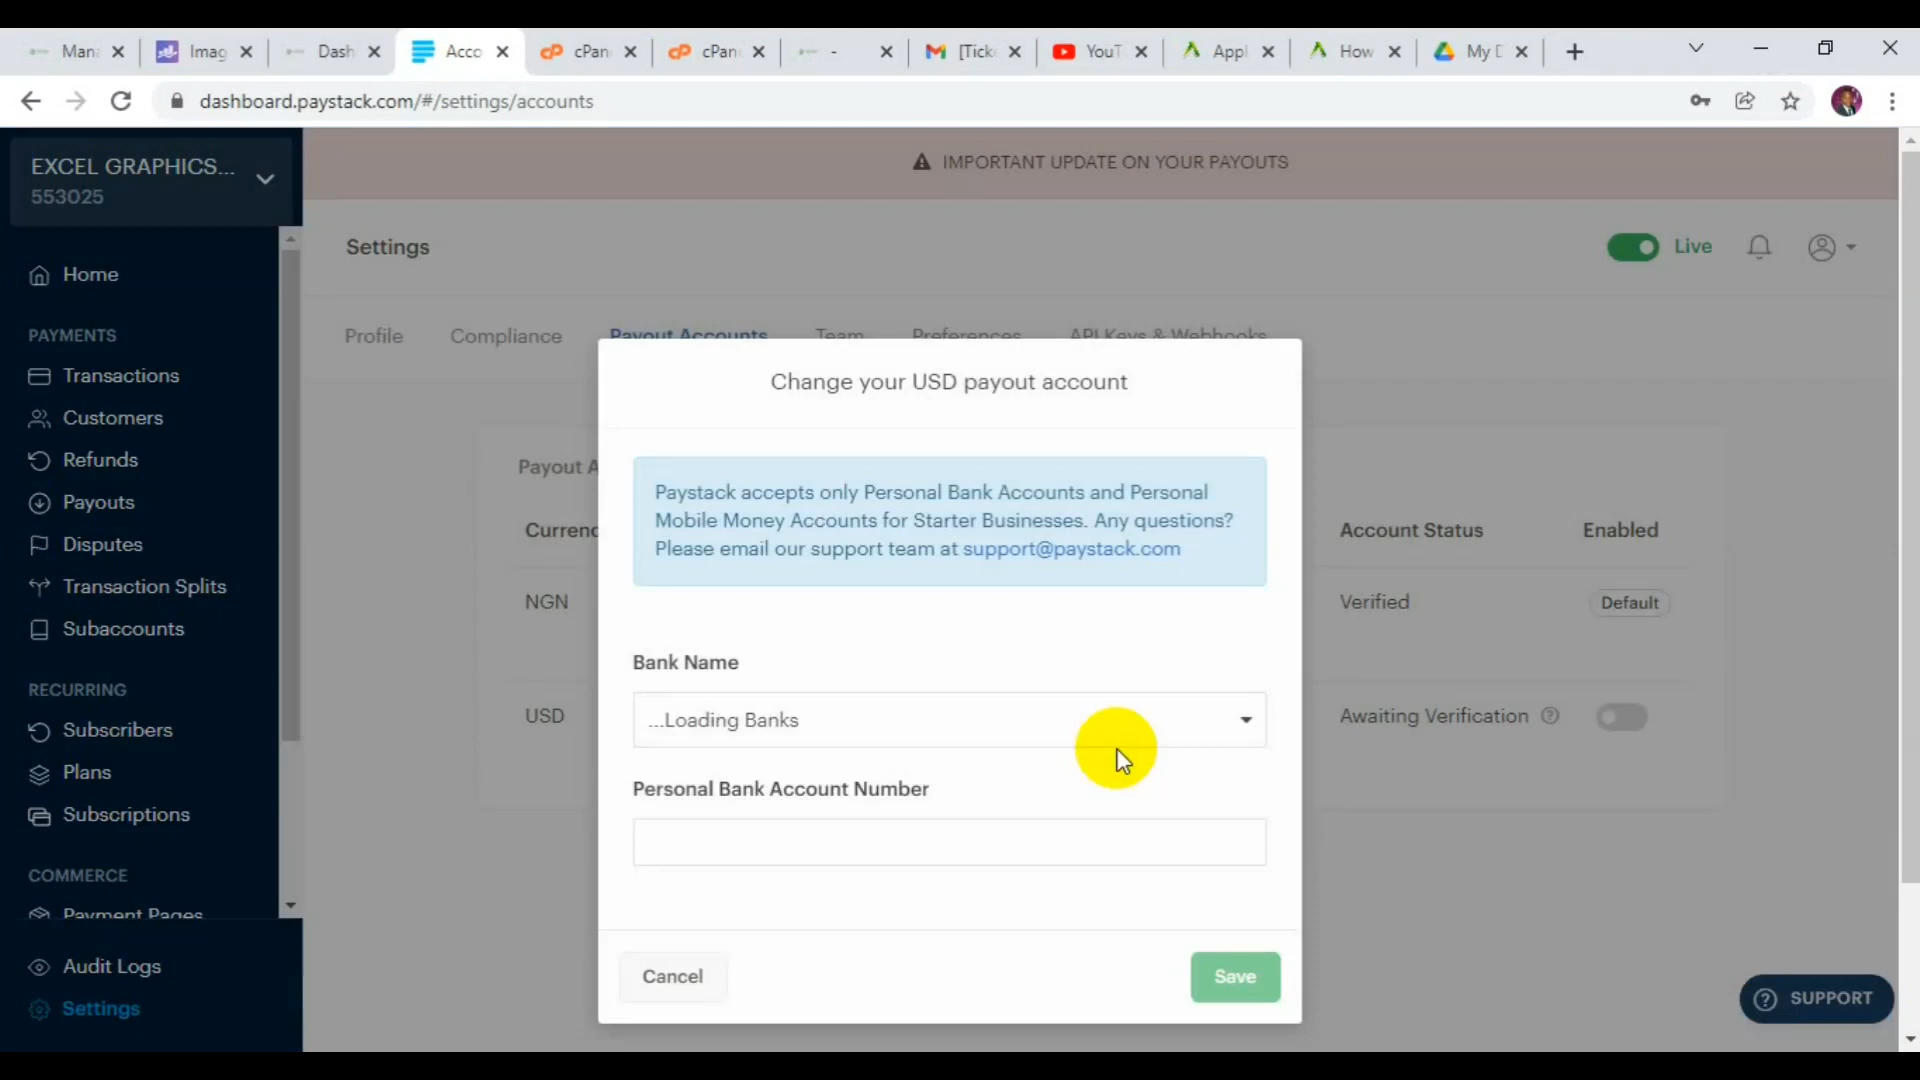 Mana
Imag
Dash
Acco
cPan
cPan
-
[Tick
YouT
Appl
How
My D
dashboard.paystack.com/#/settings/accounts
EXCEL GRAPHICS...
553025
IMPORTANT UPDATE ON YOUR PAYOUTS
Settings
Live
Home
PAYMENTS
Transactions
Customers
Refunds
Payouts
Disputes
Transaction Splits
Subaccounts
RECURRING
Subscribers
Plans
Subscriptions
COMMERCE
Payment Pages
Audit Logs
Settings
Profile
Compliance
Payout Accounts
Team
Preferences
API Keys & Webhooks
Payout A
Currenc
Account Status
Enabled
NGN
Verified
Default
USD
Awaiting Verification
Change your USD payout account
Paystack accepts only Personal Bank Accounts and Personal
Mobile Money Accounts for Starter Businesses. Any questions?
Please email our support team at support@paystack.com
Bank Name
...Loading Banks
Personal Bank Account Number
Cancel
Save
SUPPORT